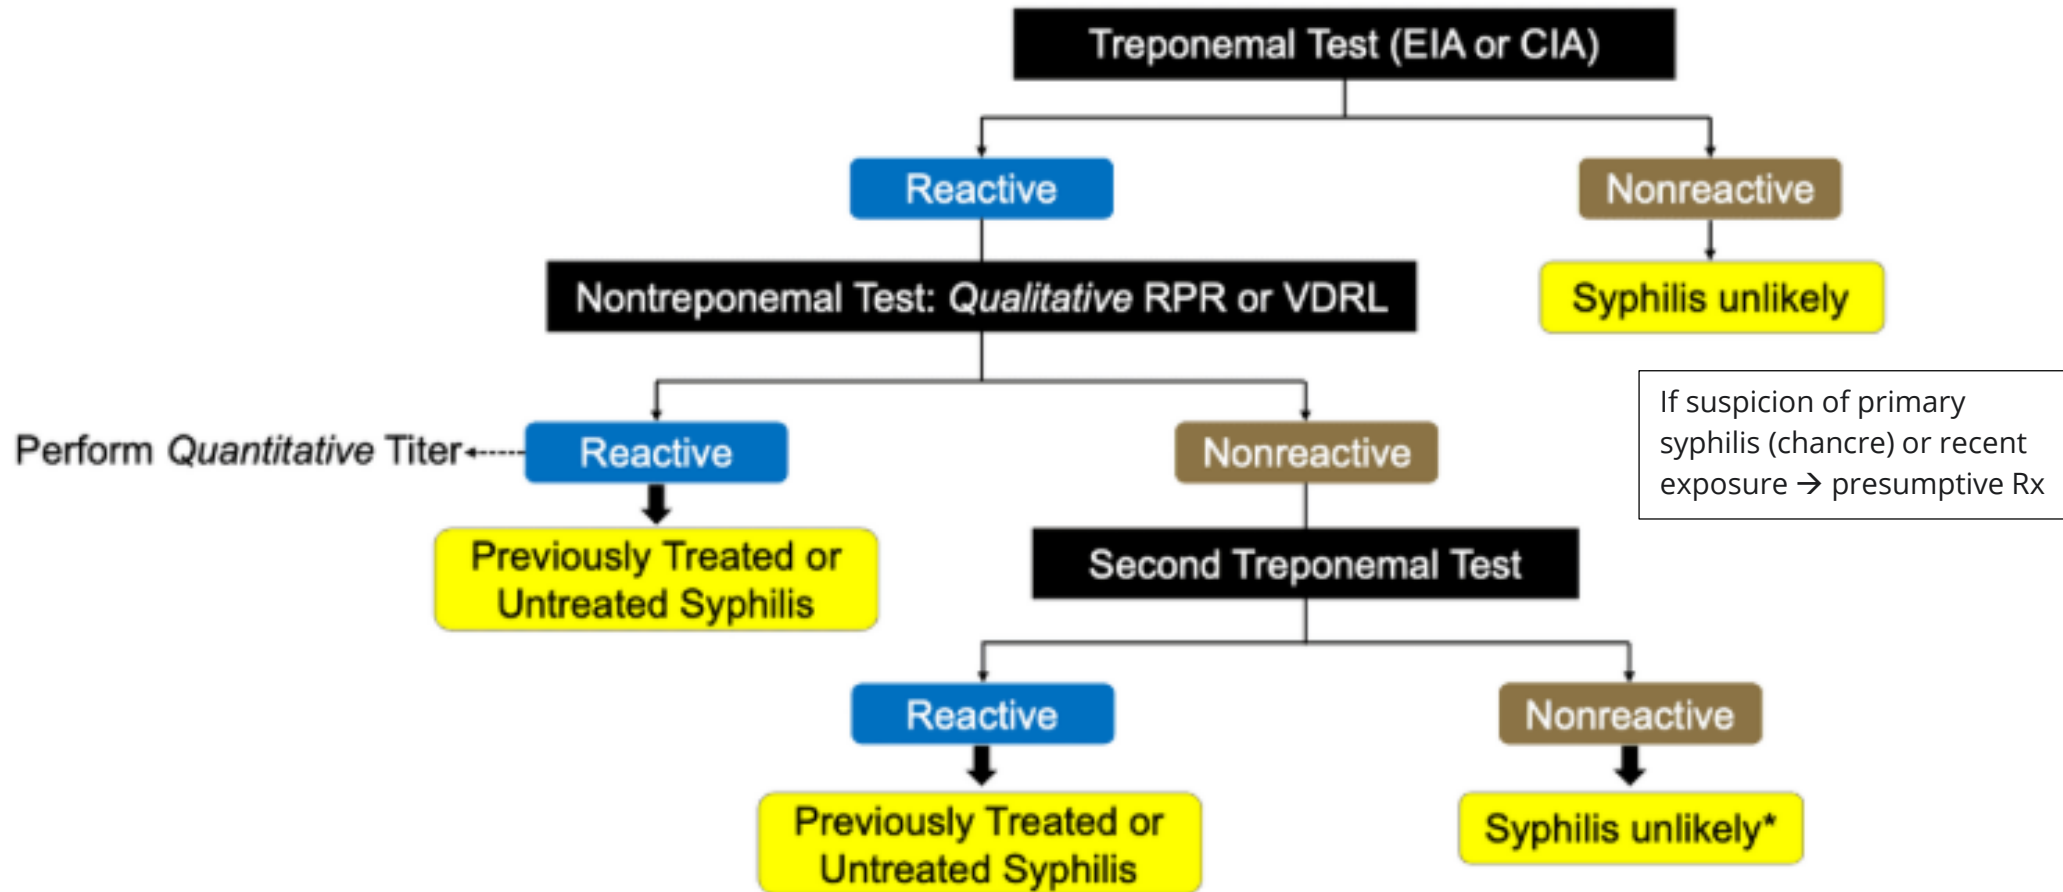 Treponemal Test (EIA or CIA)
Reactive
Nonreactive
Nontreponemal Test: Qualitative RPR or VDRL
Syphilis unlikely
If suspicion of primary
syphilis (chancre) or recent
exposure → presumptive Rx
Perform Quantitative Titer
Reactive
Nonreactive
Previously Treated or
Untreated Syphilis
Second Treponemal Test
Reactive
Nonreactive
Previously Treated or
Untreated Syphilis
Syphilis unlikely*